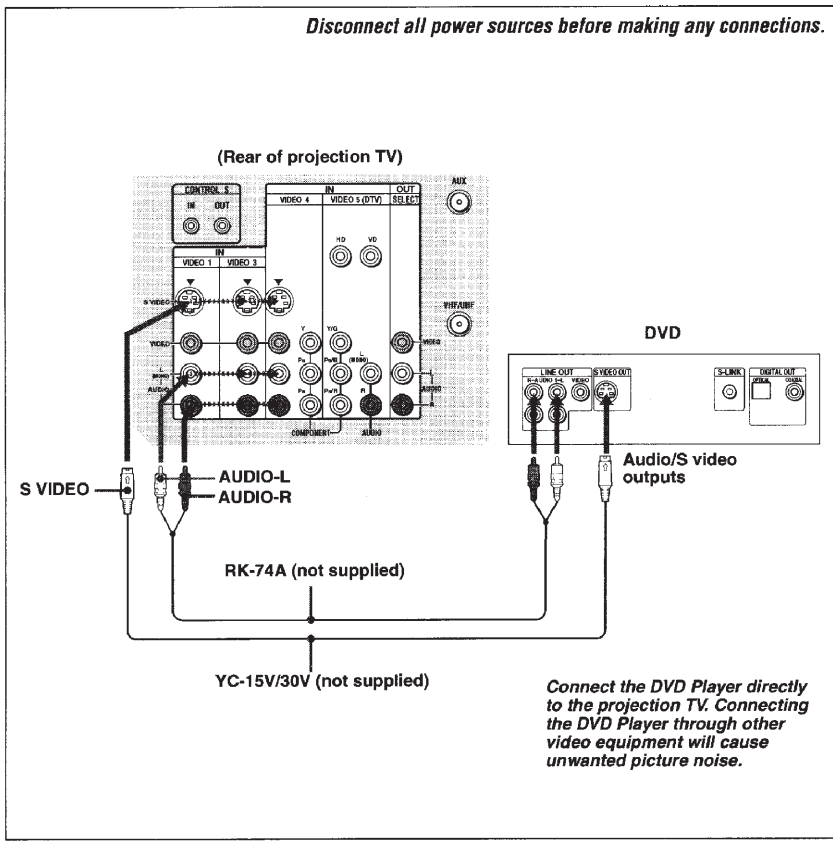 Disconnect all power sources before making any connections.
(Rear of projection TV)
CONTROL S
IN OUT
IN
VIDEO 4
VIDEO 5 (DTV)
OUT
SELECT
AUX
HD VD
IN
VIDEO 1
VIDEO 3
S VIDEO
VHF/UHF
VIDEO
Y
Y/G
VIDEO
L
(MONO)
AUDIO
L
(MONO)
R
AUDIO
COMPONENT
AUDIO
DVD
LINE OUT
R-AUDIO 1-L
VIDEO
S VIDEO OUT
S-LINK
DIGITAL OUT
OPTICAL
COAXIAL
S VIDEO
AUDIO-L
AUDIO-R
Audio/S video
outputs
RK-74A (not supplied)
YC-15V/30V (not supplied)
Connect the DVD Player directly
to the projection TV. Connecting
the DVD Player through other
video equipment will cause
unwanted picture noise.